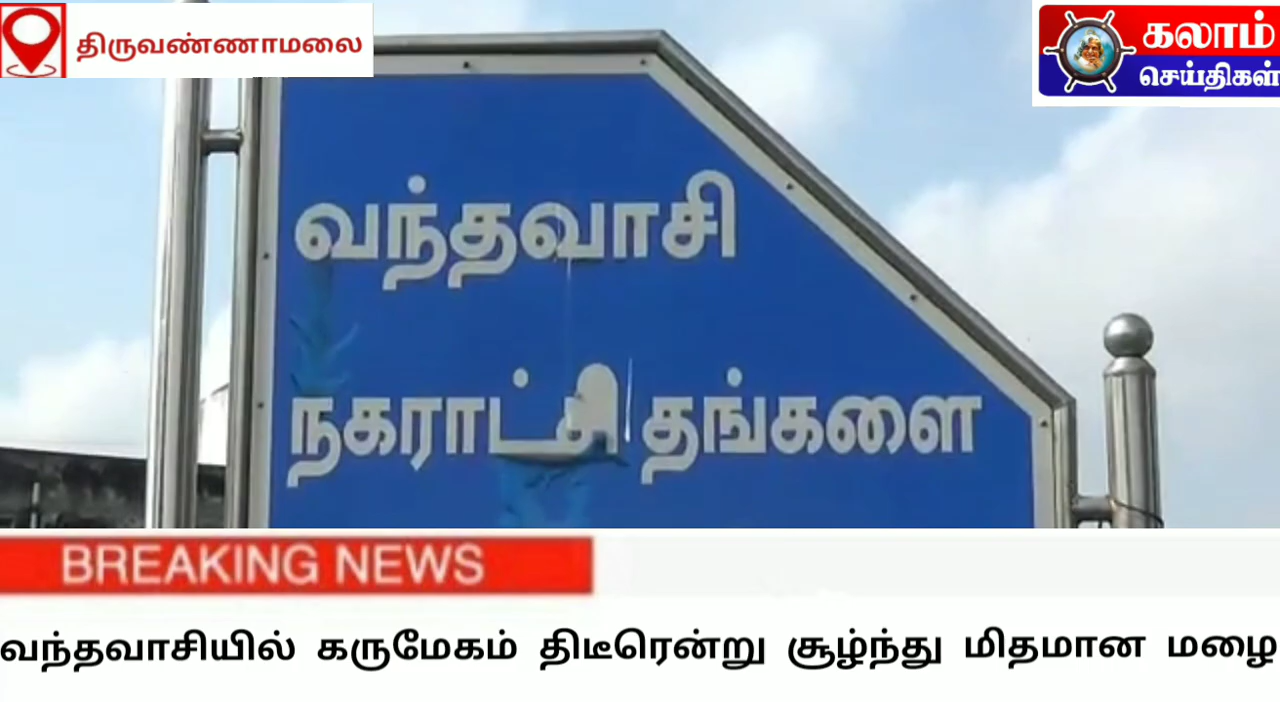 திருவண்ணாமலை
கலாம்
செய்திகள்
வந்தவாசி
நகராட்சி தங்களை
BREAKING NEWS
வந்தவாசியில் கருமேகம் திடீரென்று சூழ்ந்து மிதமான மழை